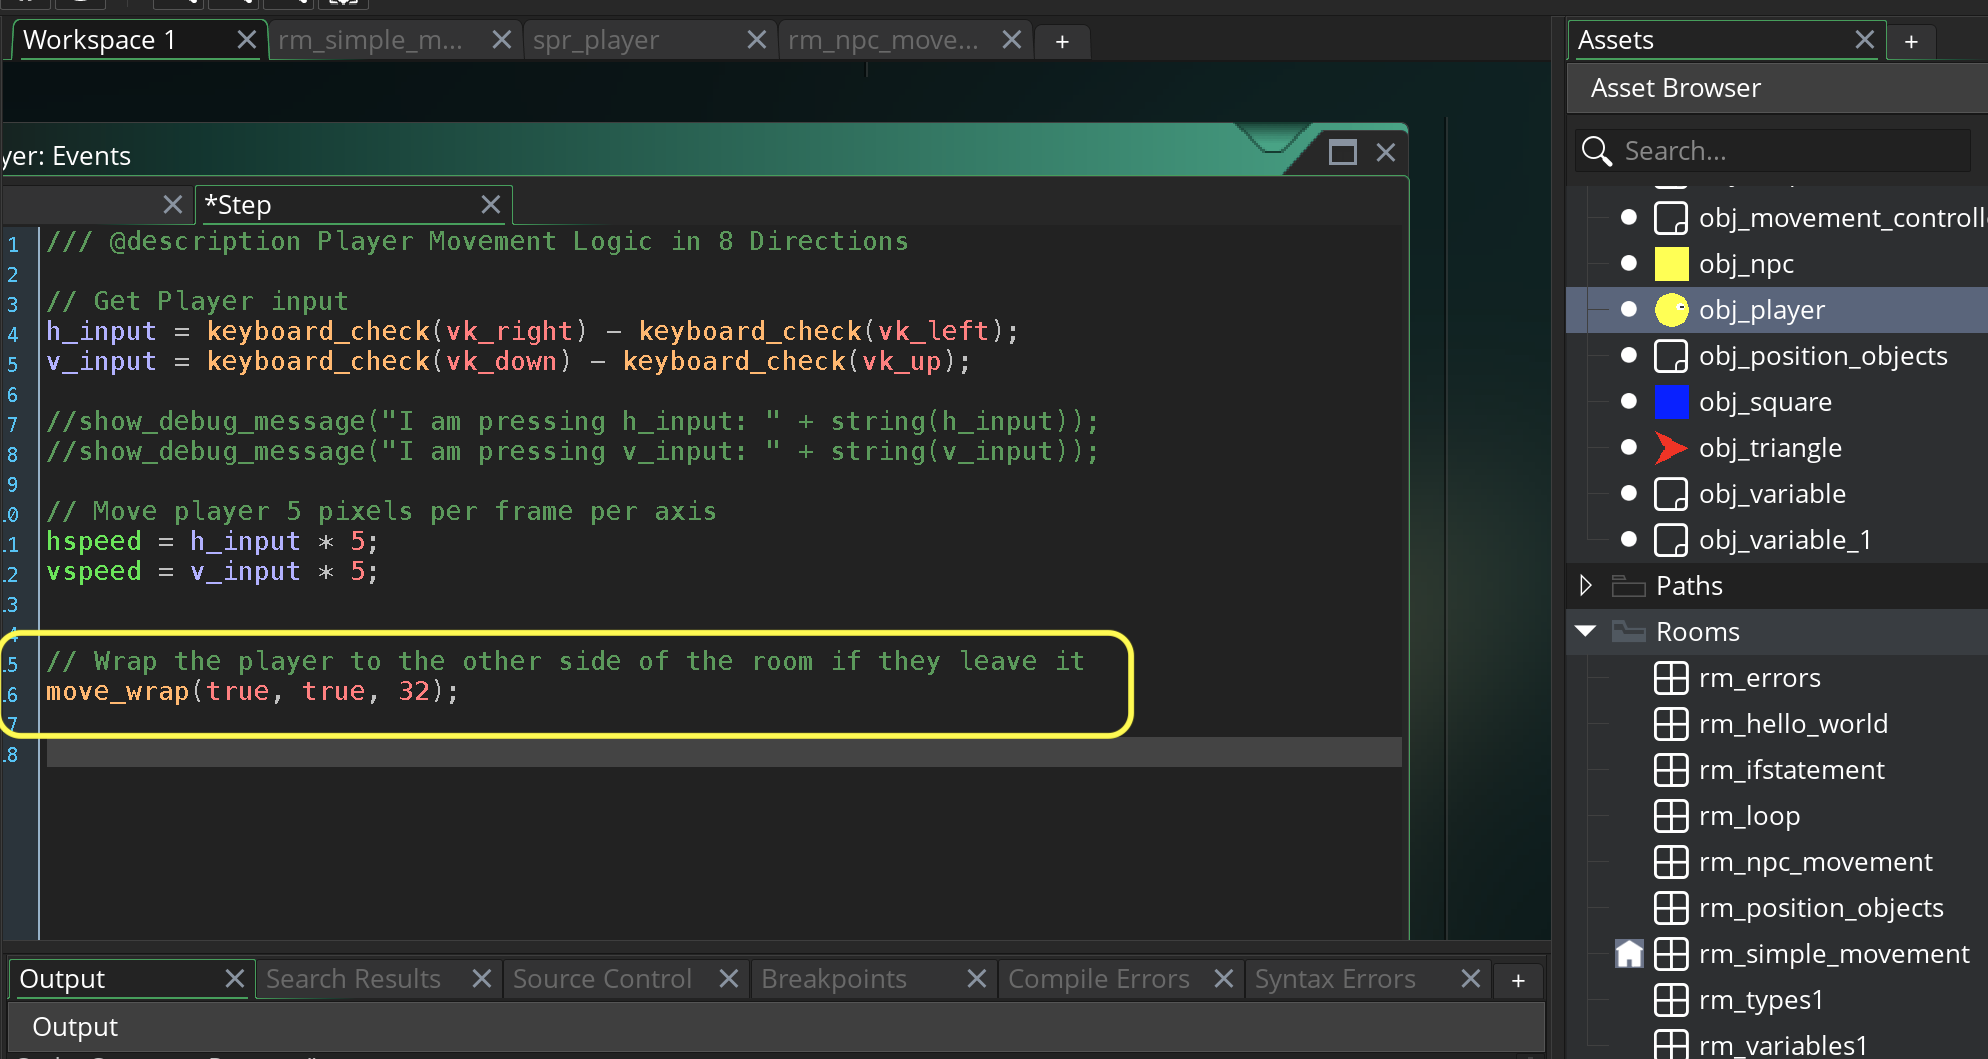 Workspace 1
rm_simple_m...
spr_player
rm_npc_move...
+
Assets
+
Asset Browser
Search...
yer: Events
*Step
1 /// @description Player Movement Logic in 8 Directions
2
3 // Get Player input
4 h_input = keyboard_check(vk_right) - keyboard_check(vk_left);
5 v_input = keyboard_check(vk_down) - keyboard_check(vk_up);
6
7 //show_debug_message("I am pressing h_input: " + string(h_input));
8 //show_debug_message("I am pressing v_input: " + string(v_input));
9
.0 // Move player 5 pixels per frame per axis
.1 hspeed = h_input * 5;
.2 vspeed = v_input * 5;
.3
.4
.5 // Wrap the player to the other side of the room if they leave it
.6 move_wrap(true, true, 32);
.7
.8
obj_movement_controll
obj_npc
obj_player
obj_position_objects
obj_square
obj_triangle
obj_variable
obj_variable_1
Paths
Rooms
rm_errors
rm_hello_world
rm_ifstatement
rm_loop
rm_npc_movement
rm_position_objects
rm_simple_movement
rm_types1
rm_variables1
Output
Search Results
Source Control
Breakpoints
Compile Errors
Syntax Errors
+
Output